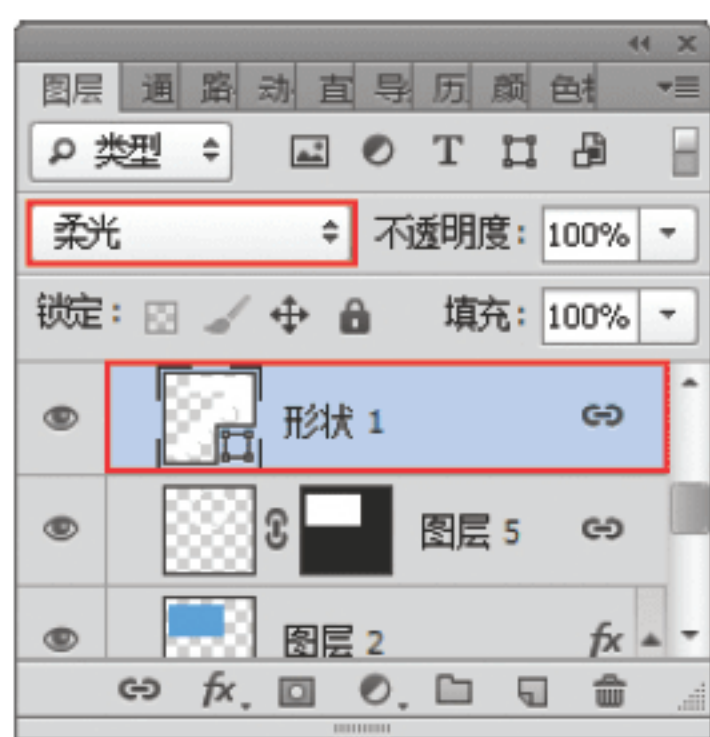 图层 通 路 动 直 导 历 颜 色
类型 T
柔光 不透明度: 100%
锁定: 填充: 100%
形状 1
图层 5
图层 2 fx
fx.